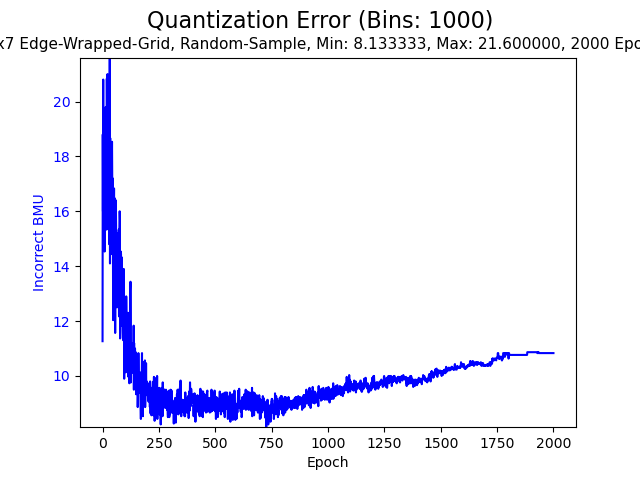 Quantization Error (Bins: 1000)
x7 Edge-Wrapped-Grid, Random-Sample, Min: 8.133333, Max: 21.600000, 2000 Epo
20
18
16
14
12
10
Incorrect BMU
0 250 500 750 1000 1250 1500 1750 2000
Epoch